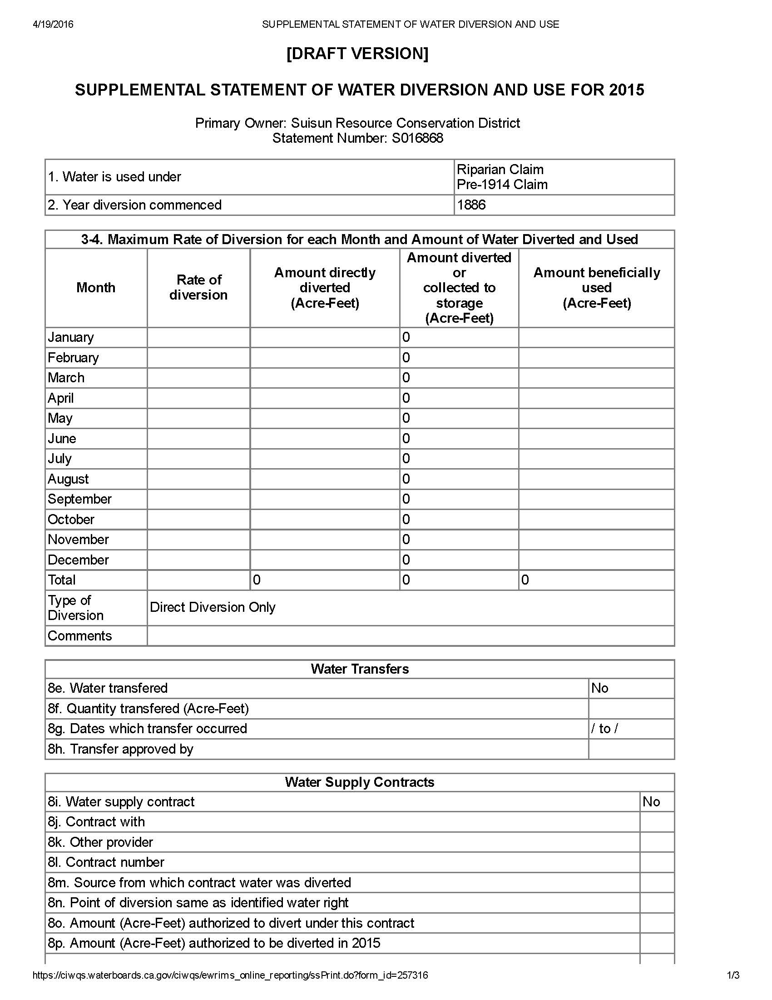 4/19/2016 SUPPLEMENTAL STATEMENT OF WATER DIVERSION AND USE
[DRAFT VERSION]
SUPPLEMENTAL STATEMENT OF WATER DIVERSION AND USE FOR 2015
Primary Owner: Suisun Resource Conservation District
Statement Number: S016868
1. Water is used under
Riparian Claim
Pre-1914 Claim
2. Year diversion commenced 1886
3-4. Maximum Rate of Diversion for each Month and Amount of Water Diverted and Used
Month
Rate of
diversion
Amount directly
diverted
(Acre-Feet)
Amount diverted
or
collected to
storage
(Acre-Feet)
Amount beneficially
used
(Acre-Feet)
January 0
February 0
March 0
April 0
May 0
June 0
July 0
August 0
September 0
October 0
November 0
December 0
Total 0 0 0
Type of
Diversion
Direct Diversion Only
Comments
Water Transfers
8e. Water transfered No
8f. Quantity transfered (Acre-Feet)
8g. Dates which transfer occurred / to /
8h. Transfer approved by
Water Supply Contracts
8i. Water supply contract No
8j. Contract with
8k. Other provider
8l. Contract number
8m. Source from which contract water was diverted
8n. Point of diversion same as identified water right
8o. Amount (Acre-Feet) authorized to divert under this contract
8p. Amount (Acre-Feet) authorized to be diverted in 2015
https://ciwqs.waterboards.ca.gov/ciwqs/ewrims_online_reporting/ssPrint.do?form_id=257316 1/3